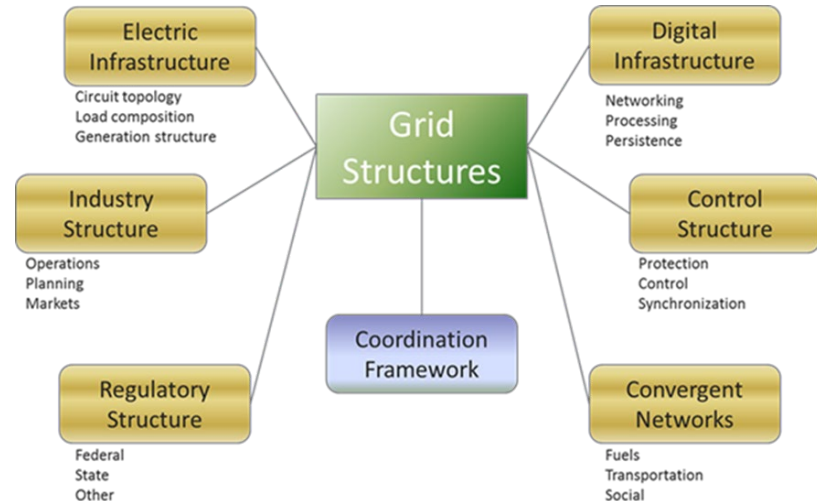 Electric
Infrastructure
Circuit topology
Load composition
Generation structure
Industry
Structure
Operations
Planning
Markets
Regulatory
Structure
Federal
State
Other
Grid
Structures
Coordination
Framework
Digital
Infrastructure
Networking
Processing
Persistence
Control
Structure
Protection
Control
Synchronization
Convergent
Networks
Fuels
Transportation
Social